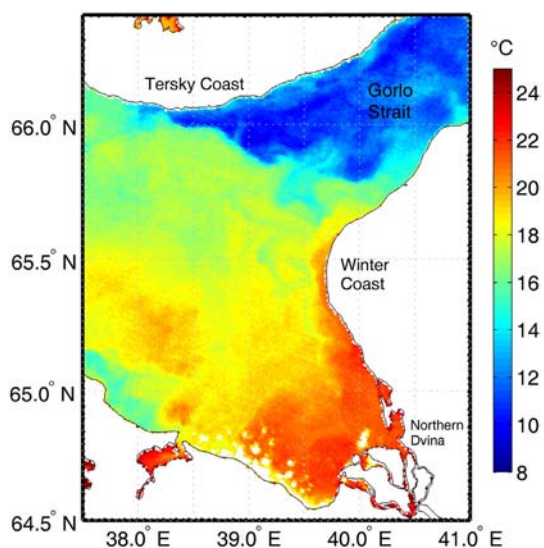 °C
Tersky Coast
Gorlo
Strait
66.0° N
24
22
20
18
16
14
12
10
8
65.5° N
Winter
Coast
65.0° N
Northern
Dvina
64.5° N
38.0° E
39.0° E
40.0° E
41.0° E